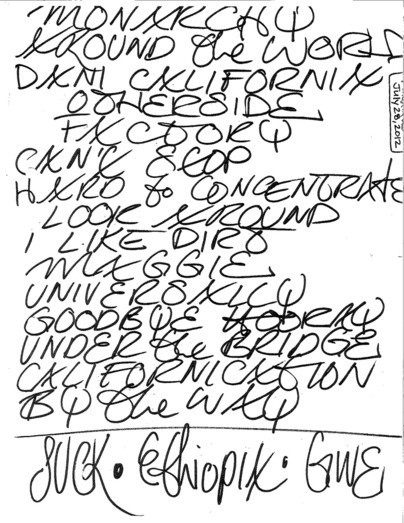 MONARCHY
AROUND the WORLD
DANI CALIFORNIA
July 28, 2012
OTHERSIDE
FACTORY
CAN'T STOP
HARD to CONCENTRATE
LOOK AROUND
I LIKE DIRT
MAGGIE
UNIVERSALLY
GOODBYE HOORAY
UNDER the BRIDGE
CALIFORNICATION
BY the WAY
SUCK · Ethiopia · GIVE